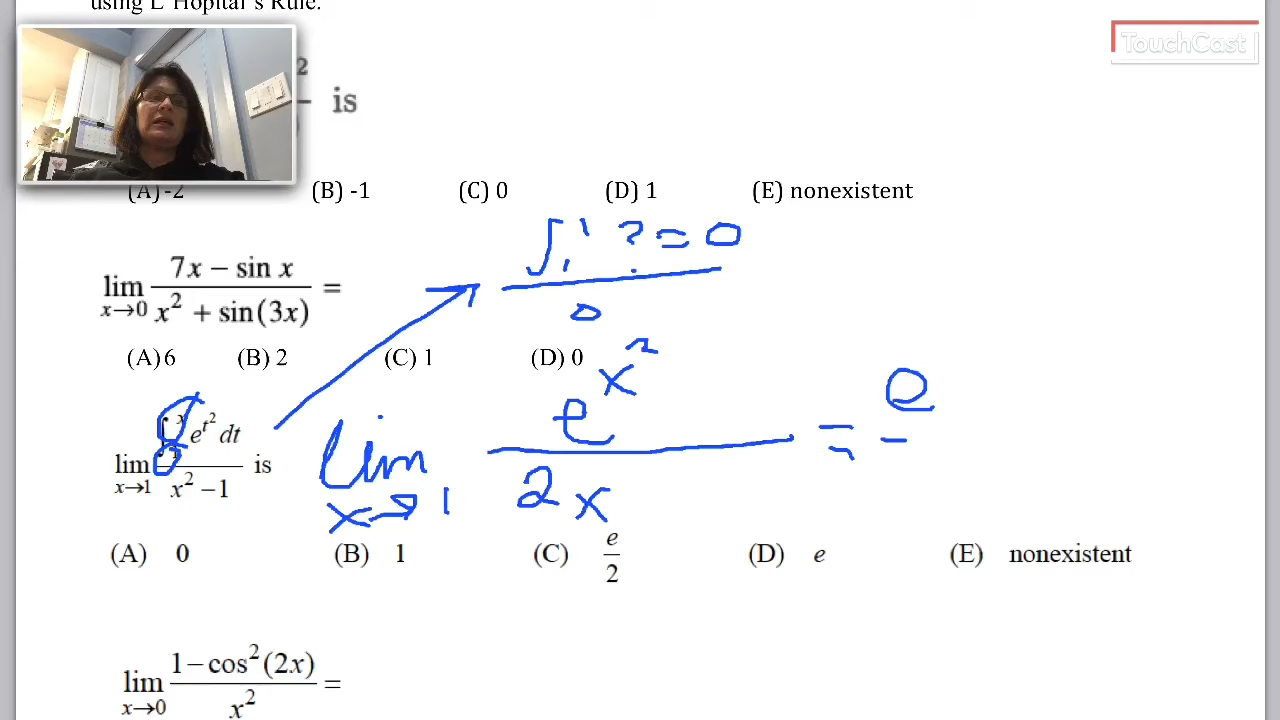 using L'Hopital's Rule.
TouchCast
2
is
(A) -2 (B) -1 (C) 0 (D) 1 (E) nonexistent
∫₁¹ ? = 0
0
lim x→0 (7x − sin x)/(x² + sin(3x)) =
(A) 6 (B) 2 (C) 1 (D) 0
lim x→1 (∫₁ˣ e^(t²) dt)/(x² −1) is
lim x→1 e^(x²)/(2x) = e
(A) 0 (B) 1 (C) e/2 (D) e (E) nonexistent
lim x→0 (1−cos²(2x))/x² =